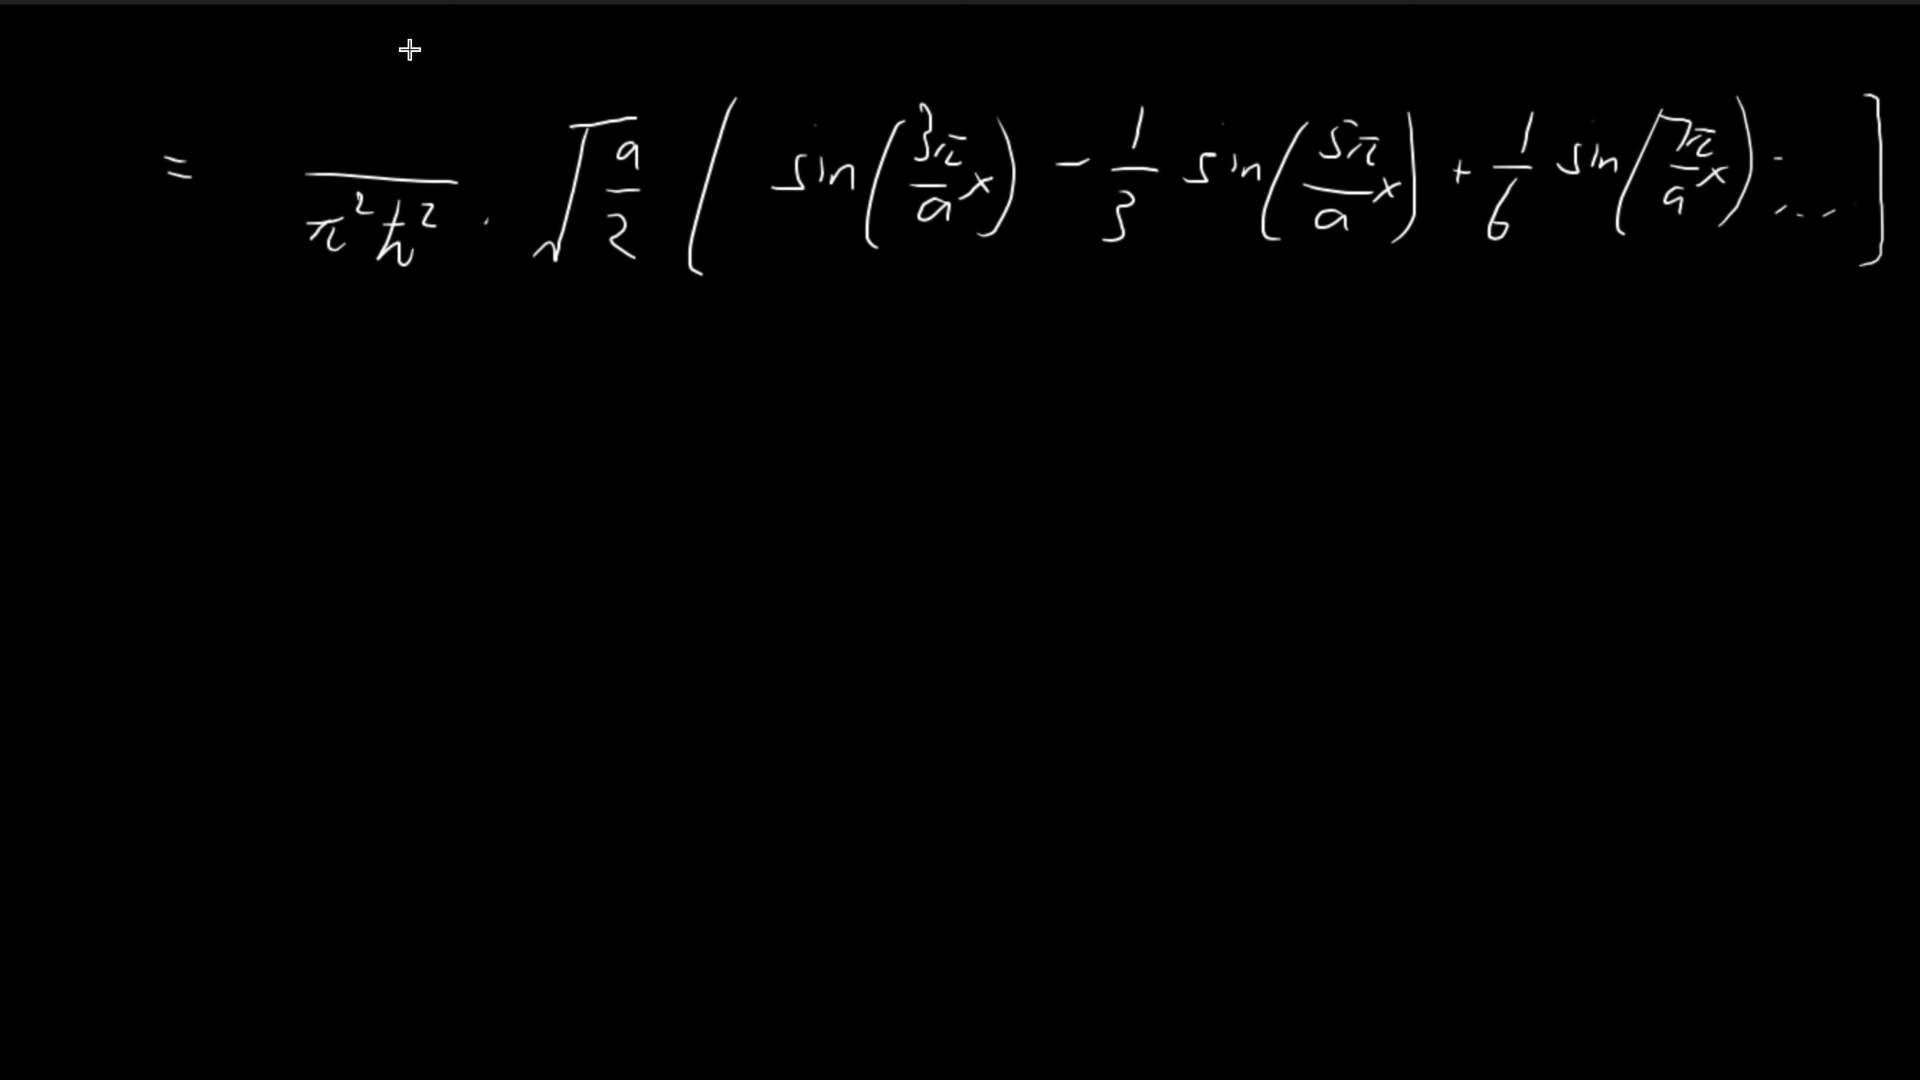 = —/π²ħ² · √(a/2) [ sin(3π/a x) − 1/3 sin(5π/a x) + 1/6 sin(7π/a x) - ... ]